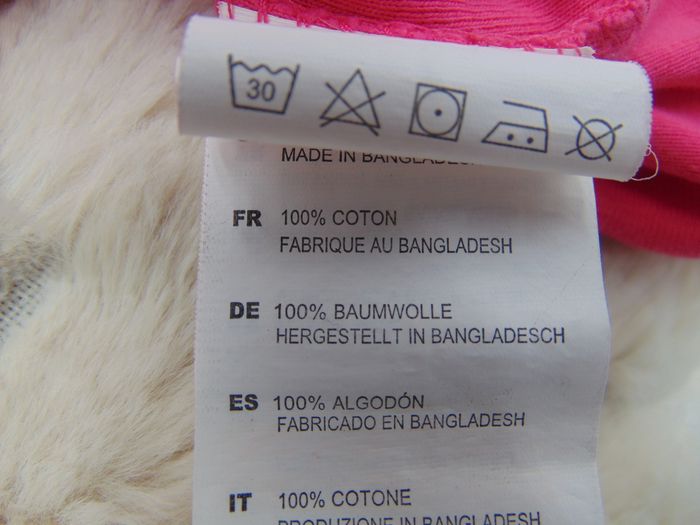 30
MADE IN BANGLADESH
FR 100% COTON
FABRIQUE AU BANGLADESH
DE 100% BAUMWOLLE
HERGESTELLT IN BANGLADESCH
ES 100% ALGODÓN
FABRICADO EN BANGLADESH
IT 100% COTONE
PRODUZIONE IN BANGLADESH